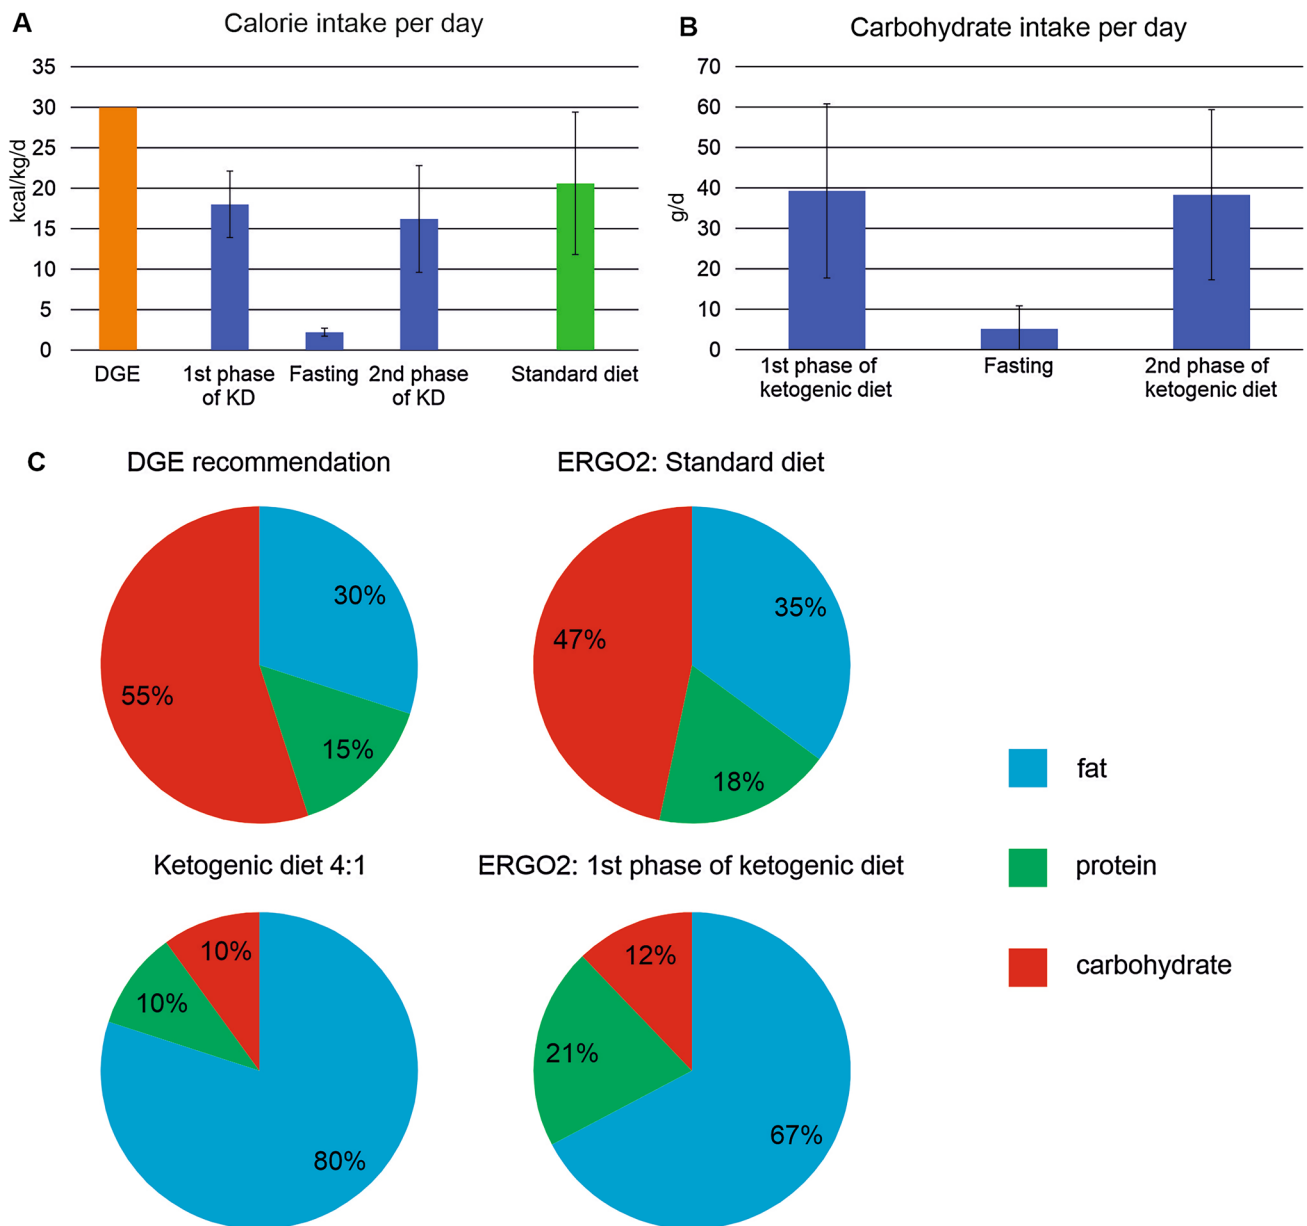 A
Calorie intake per day
35
30
25
20
15
10
5
0
kcal/kg/d
DGE
1st phase
of KD
Fasting
2nd phase
of KD
Standard diet
B
Carbohydrate intake per day
70
60
50
40
30
20
10
0
g/d
1st phase of
ketogenic diet
Fasting
2nd phase of
ketogenic diet
C
DGE recommendation
30%
55%
15%
ERGO2: Standard diet
35%
47%
18%
Ketogenic diet 4:1
10%
10%
80%
ERGO2: 1st phase of ketogenic diet
12%
21%
67%
fat
protein
carbohydrate